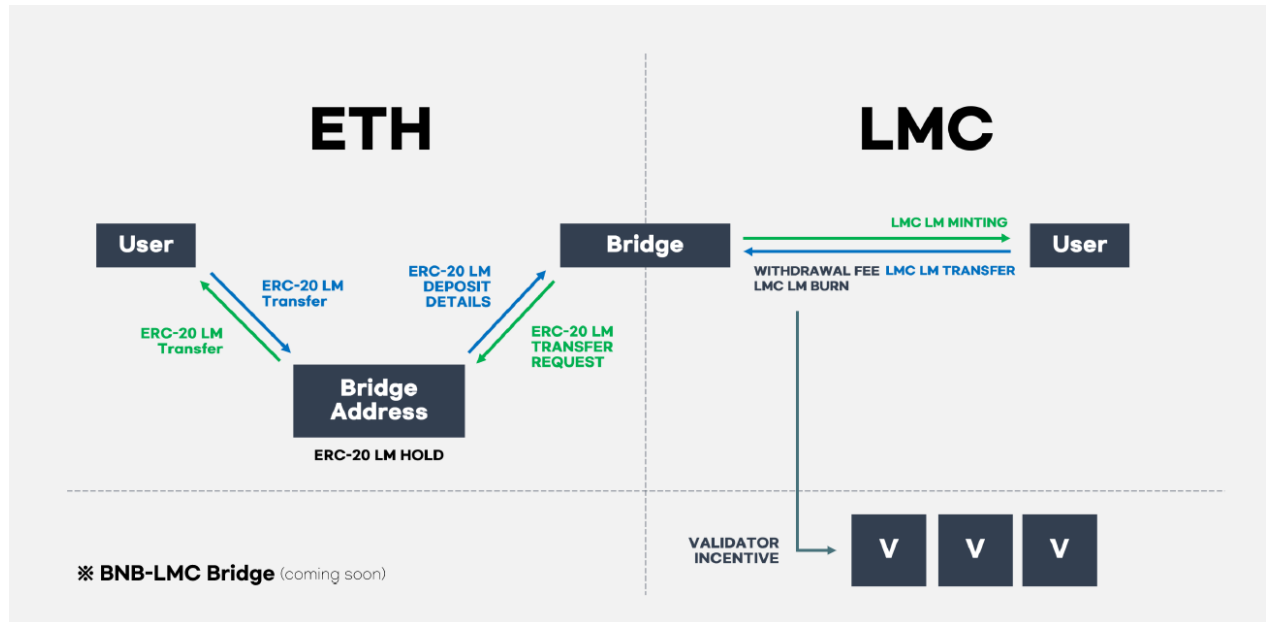 ETH
LMC
User
Bridge
LMC LM MINTING
User
WITHDRAWAL FEE
LMC LM BURN
LMC LM TRANSFER
ERC-20 LM
Transfer
ERC-20 LM
DEPOSIT
DETAILS
ERC-20 LM
Transfer
ERC-20 LM
TRANSFER
REQUEST
Bridge
Address
ERC-20 LM HOLD
VALIDATOR
INCENTIVE
V
V
V
※ BNB-LMC Bridge (coming soon)